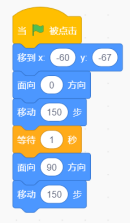 当 被点击
移到 x: -60 y: -67
面向 0 方向
移动 150 步
等待 1 秒
面向 90 方向
移动 150 步